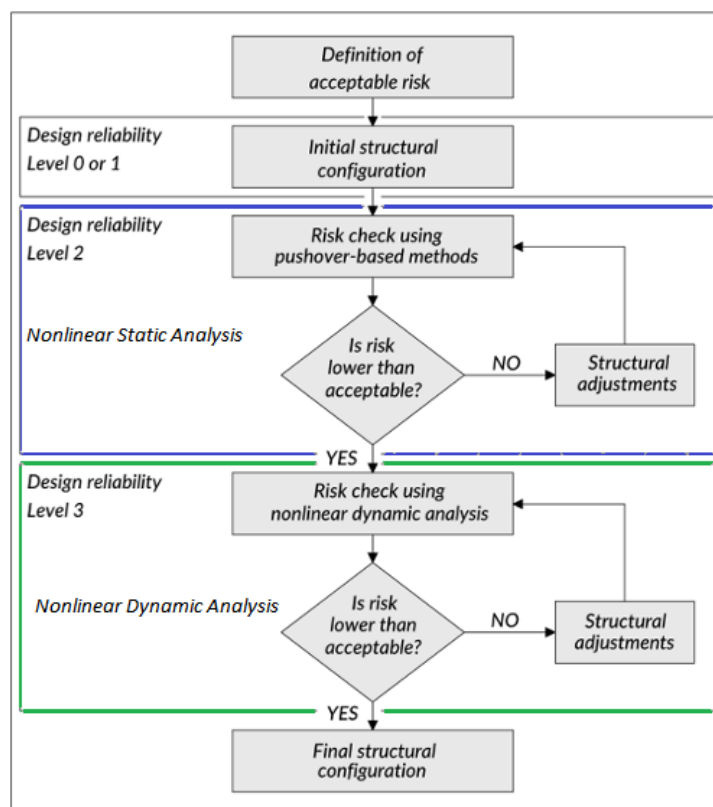 Definition of
acceptable risk
Design reliability
Level 0 or 1
Initial structural
configuration
Design reliability
Level 2
Risk check using
pushover-based methods
Nonlinear Static Analysis
Is risk
lower than
acceptable?
NO
Structural
adjustments
YES
Design reliability
Level 3
Risk check using
nonlinear dynamic analysis
Nonlinear Dynamic Analysis
Is risk
lower than
acceptable?
NO
Structural
adjustments
YES
Final structural
configuration